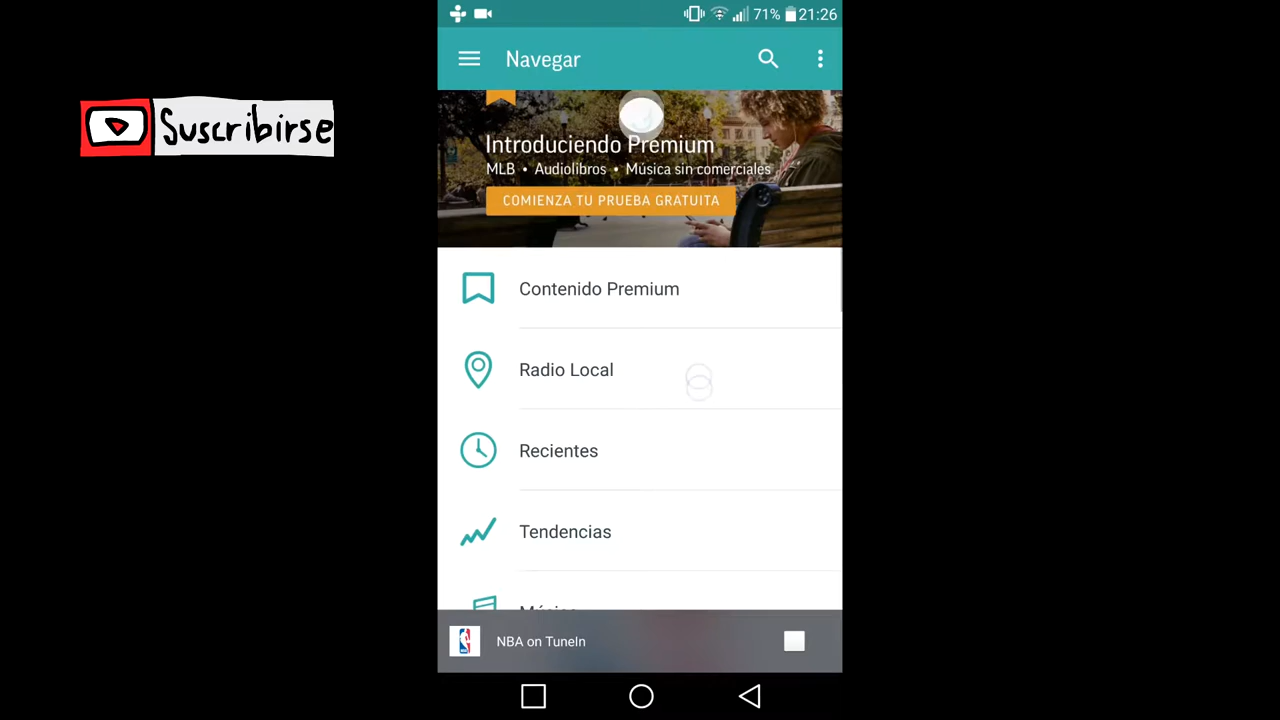 71% 21:26
Navegar
Suscribirse
Introduciendo Premium
MLB • Audiolibros • Música sin comerciales
COMIENZA TU PRUEBA GRATUITA
Contenido Premium
Radio Local
Recientes
Tendencias
NBA on TuneIn